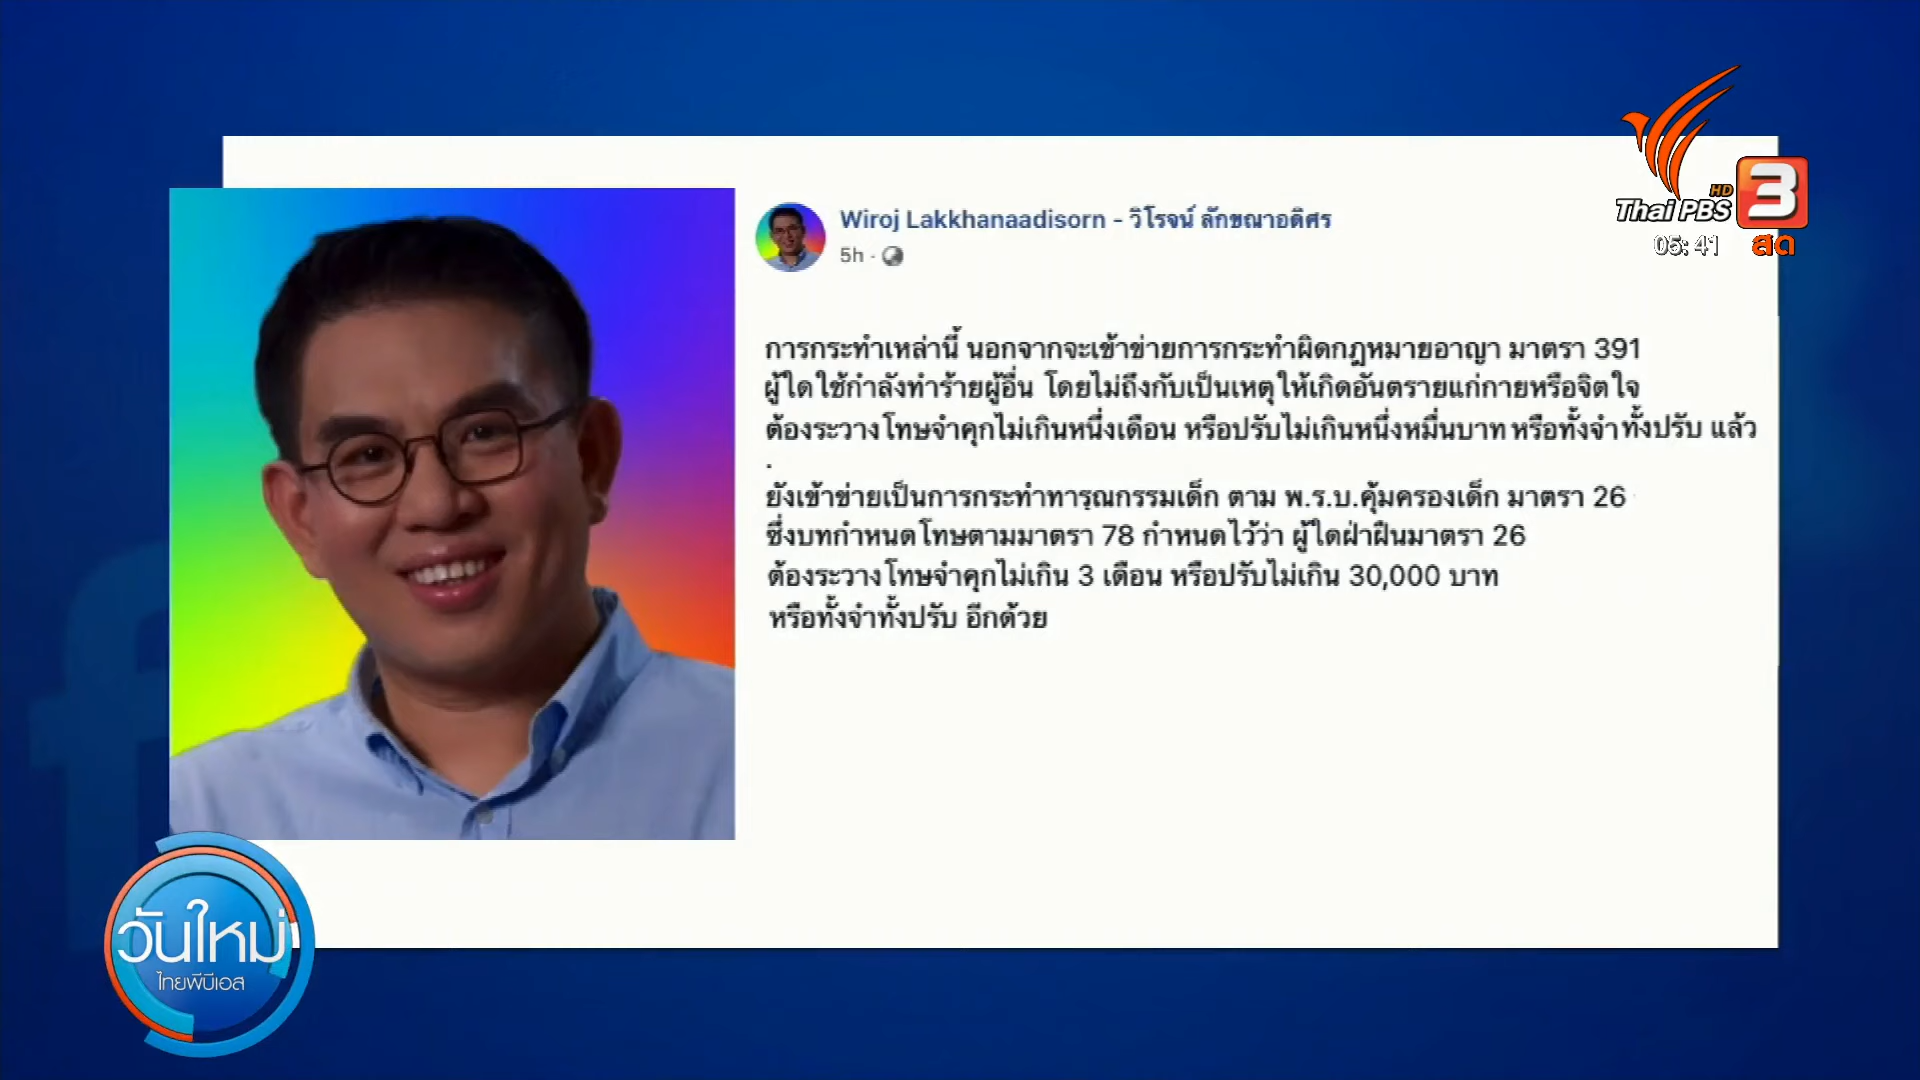 HD
Thai PBS 3
05:41 สด
Wiroj Lakkhanaadisorn - วิโรจน์ ลักขณาอดิศร
5h ·
การกระทำเหล่านี้ นอกจากจะเข้าข่ายการกระทำผิดกฎหมายอาญา มาตรา 391
ผู้ใดใช้กำลังทำร้ายผู้อื่น โดยไม่ถึงกับเป็นเหตุให้เกิดอันตรายแก่กายหรือจิตใจ
ต้องระวางโทษจำคุกไม่เกินหนึ่งเดือน หรือปรับไม่เกินหนึ่งหมื่นบาท หรือทั้งจำทั้งปรับ แล้ว
.
ยังเข้าข่ายเป็นการกระทำทารุณกรรมเด็ก ตาม พ.ร.บ.คุ้มครองเด็ก มาตรา 26
ซึ่งบทกำหนดโทษตามมาตรา 78 กำหนดไว้ว่า ผู้ใดฝ่าฝืนมาตรา 26
ต้องระวางโทษจำคุกไม่เกิน 3 เดือน หรือปรับไม่เกิน 30,000 บาท
หรือทั้งจำทั้งปรับ อีกด้วย
วันใหม่
ไทยพีบีเอส